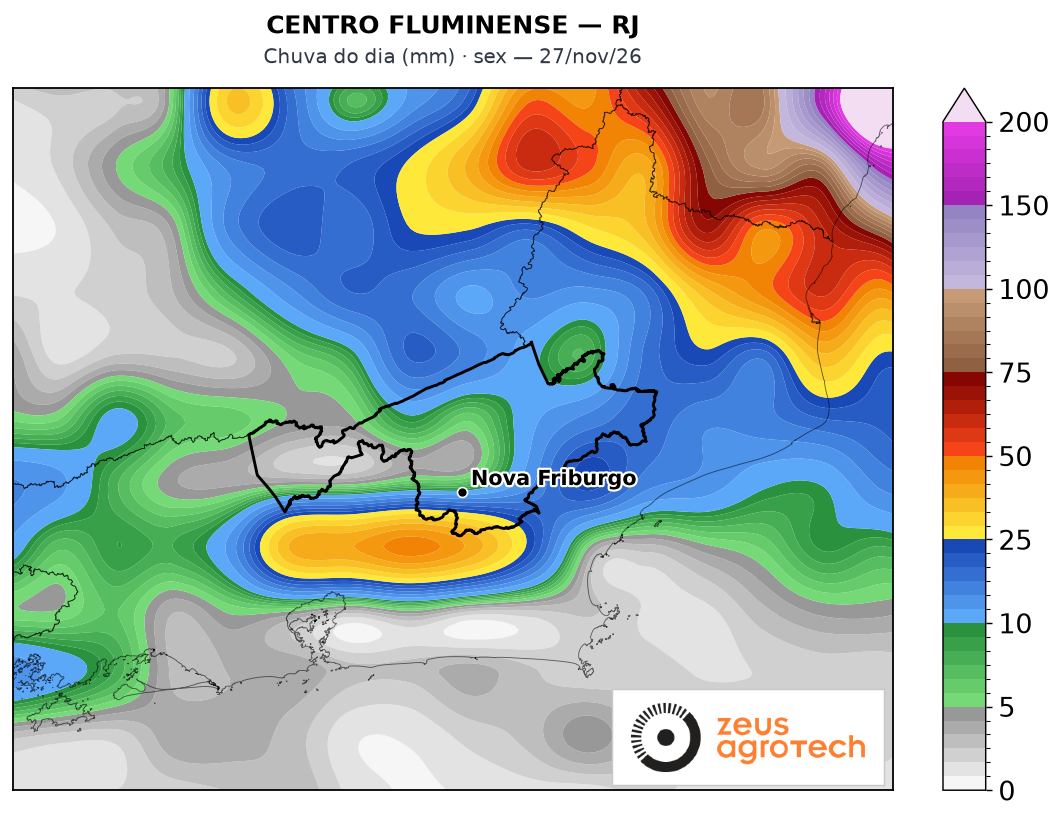 CENTRO FLUMINENSE — RJ
Chuva do dia (mm) · sex — 27/nov/26
200
150
100
75
50
25
10
5
0
Nova Friburgo
zeus
agrotech